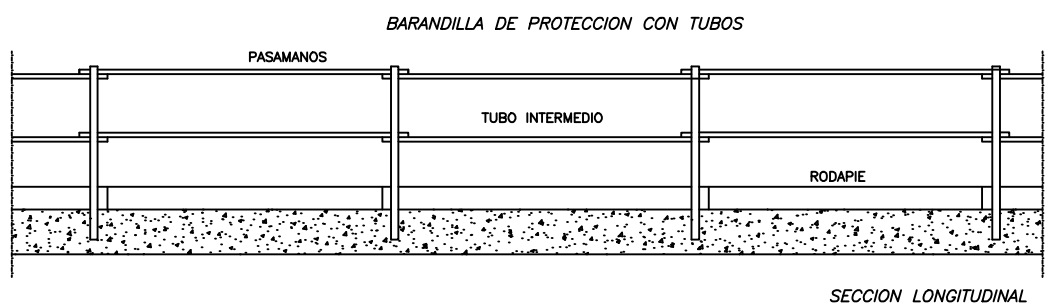 BARANDILLA DE PROTECCION CON TUBOS
PASAMANOS
TUBO INTERMEDIO
RODAPIE
SECCION LONGITUDINAL